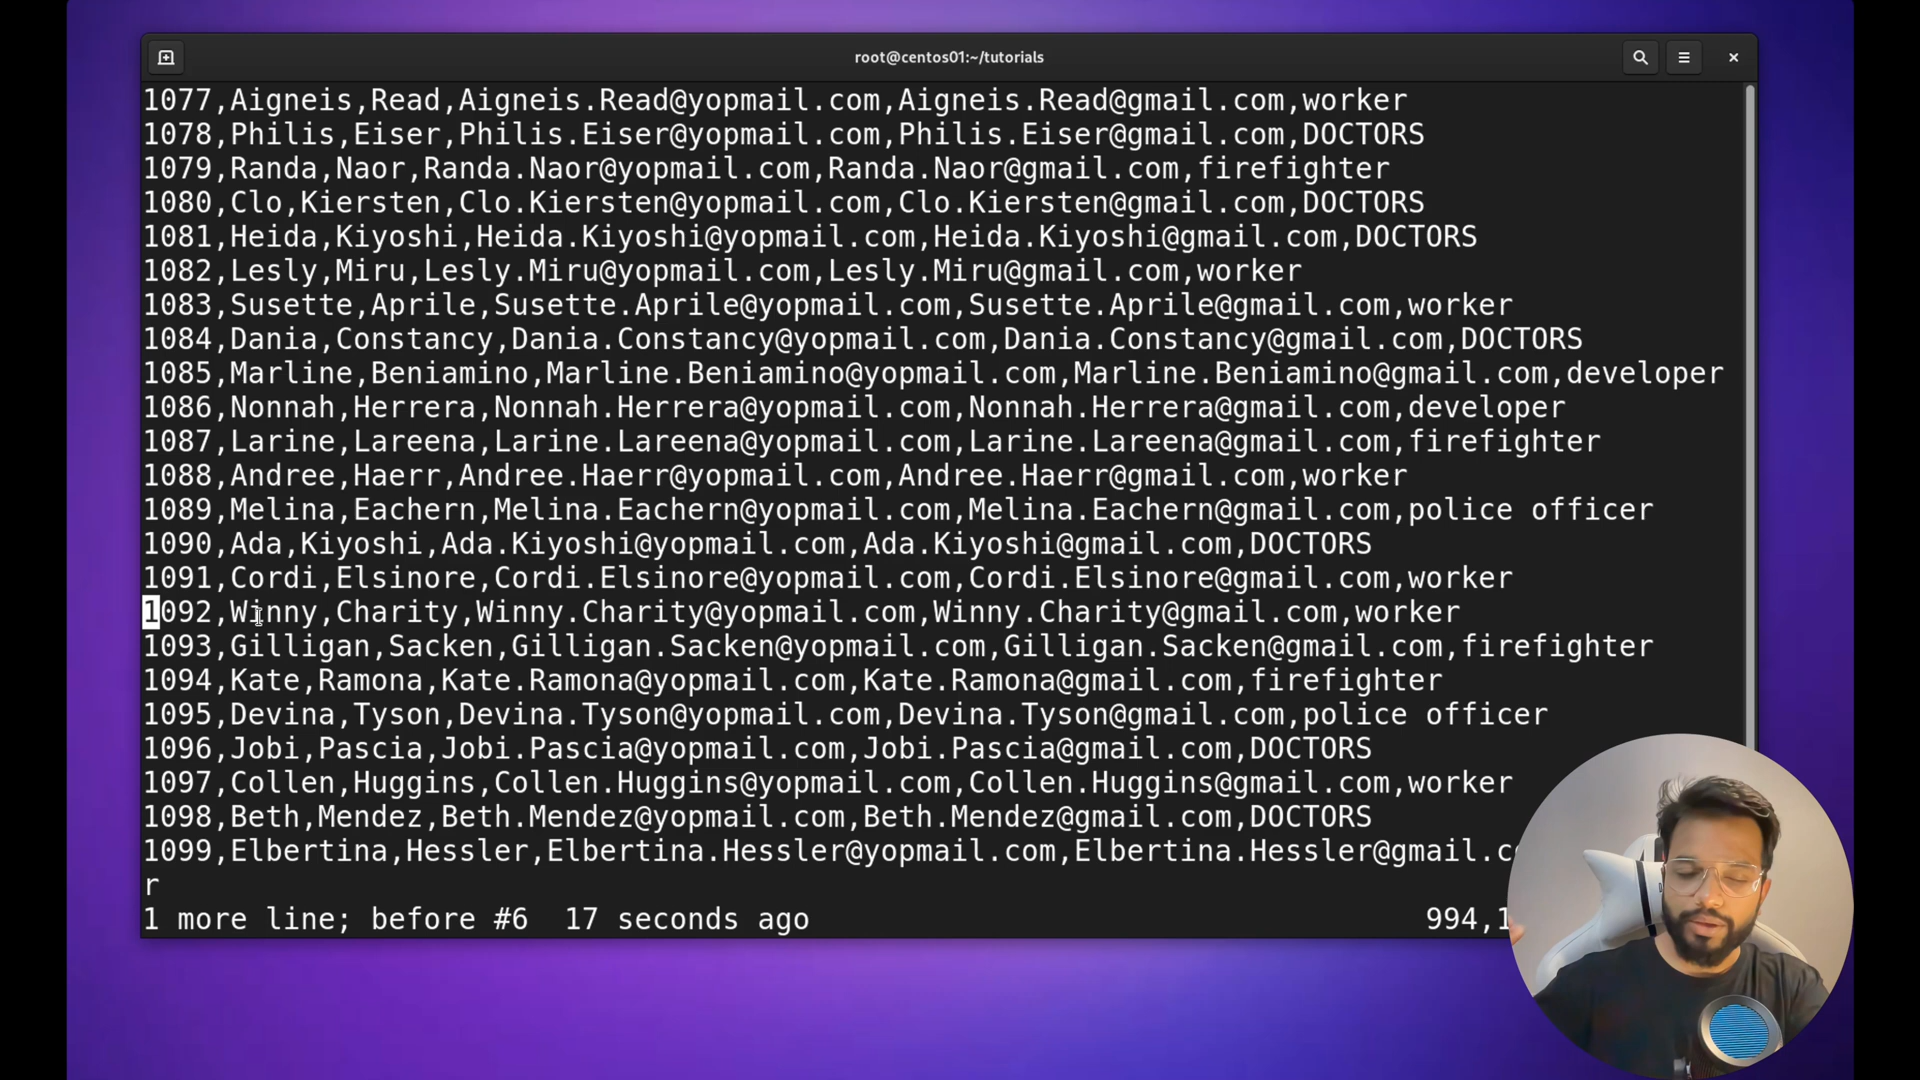 root@centos01:~/tutorials
1077,Aigneis,Read,Aigneis.Read@yopmail.com,Aigneis.Read@gmail.com,worker
1078,Philis,Eiser,Philis.Eiser@yopmail.com,Philis.Eiser@gmail.com,DOCTORS
1079,Randa,Naor,Randa.Naor@yopmail.com,Randa.Naor@gmail.com,firefighter
1080,Clo,Kiersten,Clo.Kiersten@yopmail.com,Clo.Kiersten@gmail.com,DOCTORS
1081,Heida,Kiyoshi,Heida.Kiyoshi@yopmail.com,Heida.Kiyoshi@gmail.com,DOCTORS
1082,Lesly,Miru,Lesly.Miru@yopmail.com,Lesly.Miru@gmail.com,worker
1083,Susette,Aprile,Susette.Aprile@yopmail.com,Susette.Aprile@gmail.com,worker
1084,Dania,Constancy,Dania.Constancy@yopmail.com,Dania.Constancy@gmail.com,DOCTORS
1085,Marline,Beniamino,Marline.Beniamino@yopmail.com,Marline.Beniamino@gmail.com,developer
1086,Nonnah,Herrera,Nonnah.Herrera@yopmail.com,Nonnah.Herrera@gmail.com,developer
1087,Larine,Lareena,Larine.Lareena@yopmail.com,Larine.Lareena@gmail.com,firefighter
1088,Andree,Haerr,Andree.Haerr@yopmail.com,Andree.Haerr@gmail.com,worker
1089,Melina,Eachern,Melina.Eachern@yopmail.com,Melina.Eachern@gmail.com,police officer
1090,Ada,Kiyoshi,Ada.Kiyoshi@yopmail.com,Ada.Kiyoshi@gmail.com,DOCTORS
1091,Cordi,Elsinore,Cordi.Elsinore@yopmail.com,Cordi.Elsinore@gmail.com,worker
1092,Winny,Charity,Winny.Charity@yopmail.com,Winny.Charity@gmail.com,worker
1093,Gilligan,Sacken,Gilligan.Sacken@yopmail.com,Gilligan.Sacken@gmail.com,firefighter
1094,Kate,Ramona,Kate.Ramona@yopmail.com,Kate.Ramona@gmail.com,firefighter
1095,Devina,Tyson,Devina.Tyson@yopmail.com,Devina.Tyson@gmail.com,police officer
1096,Jobi,Pascia,Jobi.Pascia@yopmail.com,Jobi.Pascia@gmail.com,DOCTORS
1097,Collen,Huggins,Collen.Huggins@yopmail.com,Collen.Huggins@gmail.com,worker
1098,Beth,Mendez,Beth.Mendez@yopmail.com,Beth.Mendez@gmail.com,DOCTORS
1099,Elbertina,Hessler,Elbertina.Hessler@yopmail.com,Elbertina.Hessler@gmail.c
r
1 more line; before #6  17 seconds ago 994,1